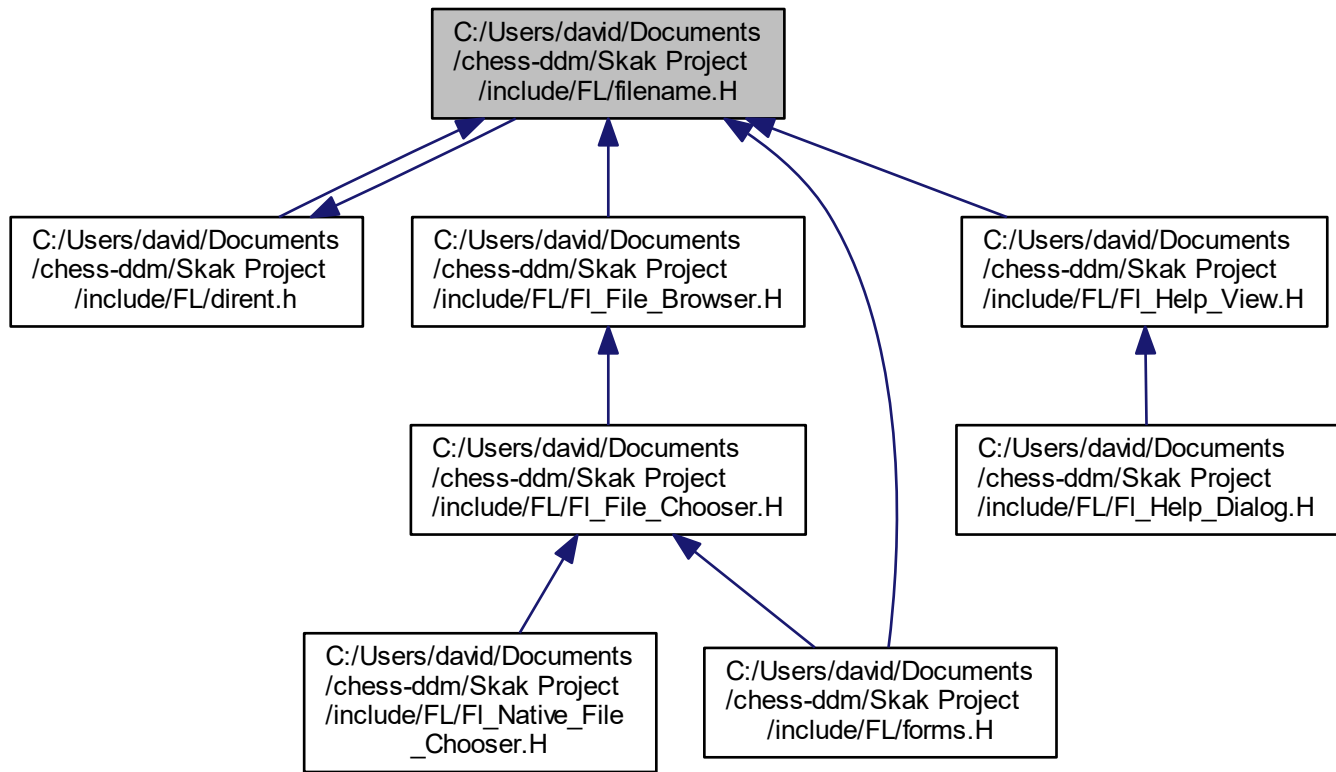 C:/Users/david/Documents
/chess-ddm/Skak Project
/include/FL/filename.H
C:/Users/david/Documents
/chess-ddm/Skak Project
/include/FL/dirent.h
C:/Users/david/Documents
/chess-ddm/Skak Project
/include/FL/Fl_File_Browser.H
C:/Users/david/Documents
/chess-ddm/Skak Project
/include/FL/Fl_Help_View.H
C:/Users/david/Documents
/chess-ddm/Skak Project
/include/FL/Fl_File_Chooser.H
C:/Users/david/Documents
/chess-ddm/Skak Project
/include/FL/Fl_Help_Dialog.H
C:/Users/david/Documents
/chess-ddm/Skak Project
/include/FL/Fl_Native_File
_Chooser.H
C:/Users/david/Documents
/chess-ddm/Skak Project
/include/FL/forms.H